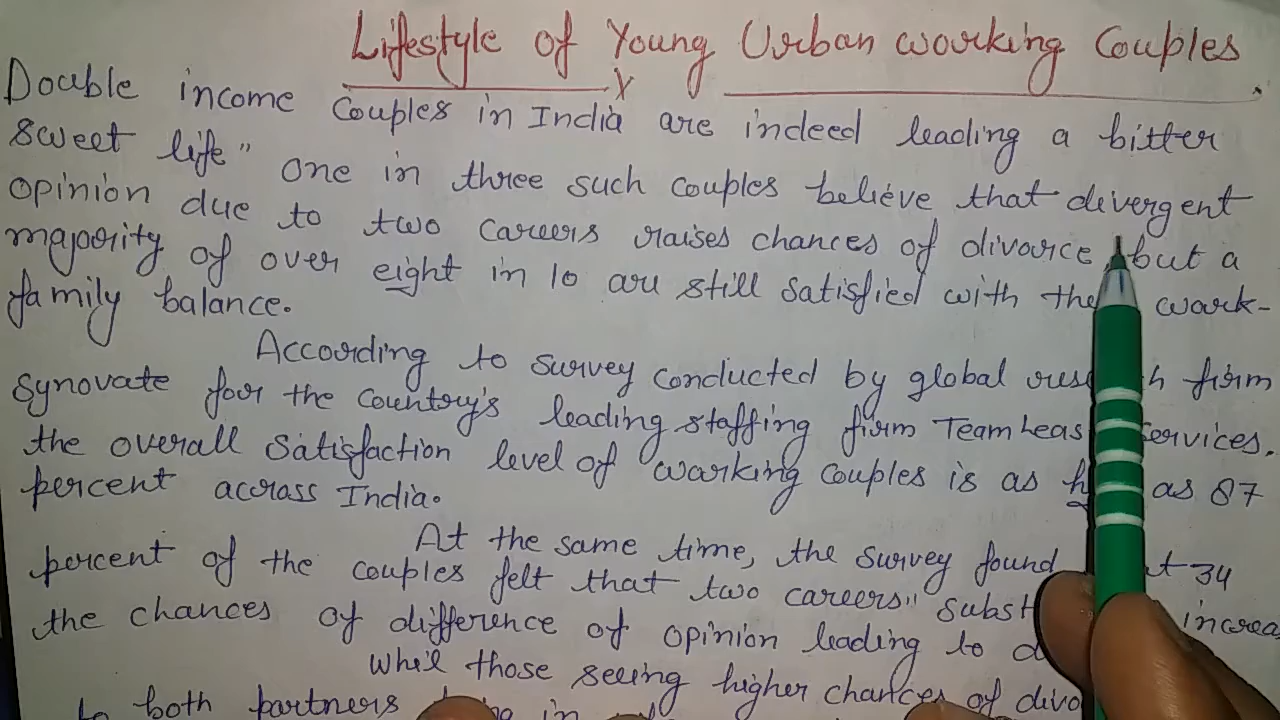 Lifestyle of Young Urban working Couples
Double income Couples in India are indeed leading a bitter
sweet life" one in three such couples believe that divergent
opinion due to two careers raises chances of divorce but a
majority of over eight in 10 are still satisfied with work-
family balance.
According to survey conducted by global firm
synovate for the Country's leading staffing firm TeamLeas Services.
the overall Satisfaction level of working couples is as as 87
percent across India.
At the same time, the survey found 34
percent of the couples felt that two careers"
the chances of difference of opinion leading to
Whil those seeing higher chances of
both partners in